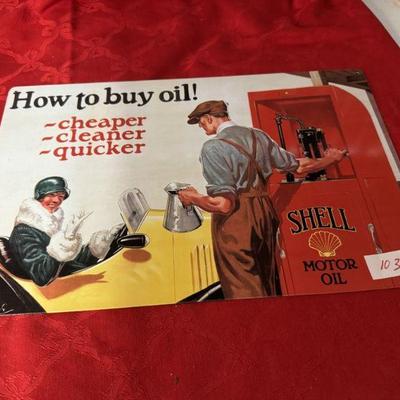 How to buy oil!
~cheaper
~cleaner
~quicker
SHELL
MOTOR
OIL
10 3